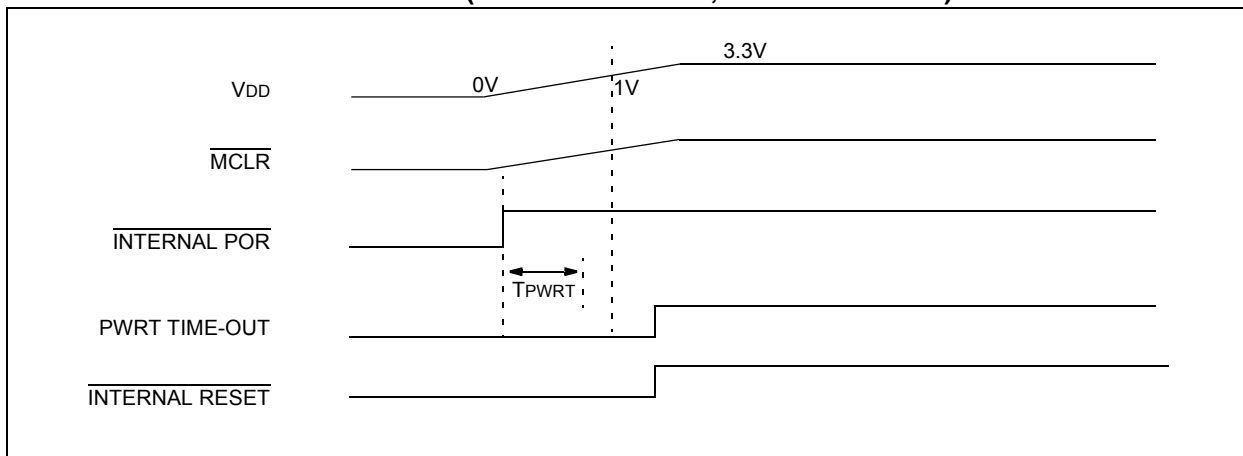 3.3V
VDD
0V
1V
MCLR
INTERNAL POR
TPWRT
PWRT TIME-OUT
INTERNAL RESET